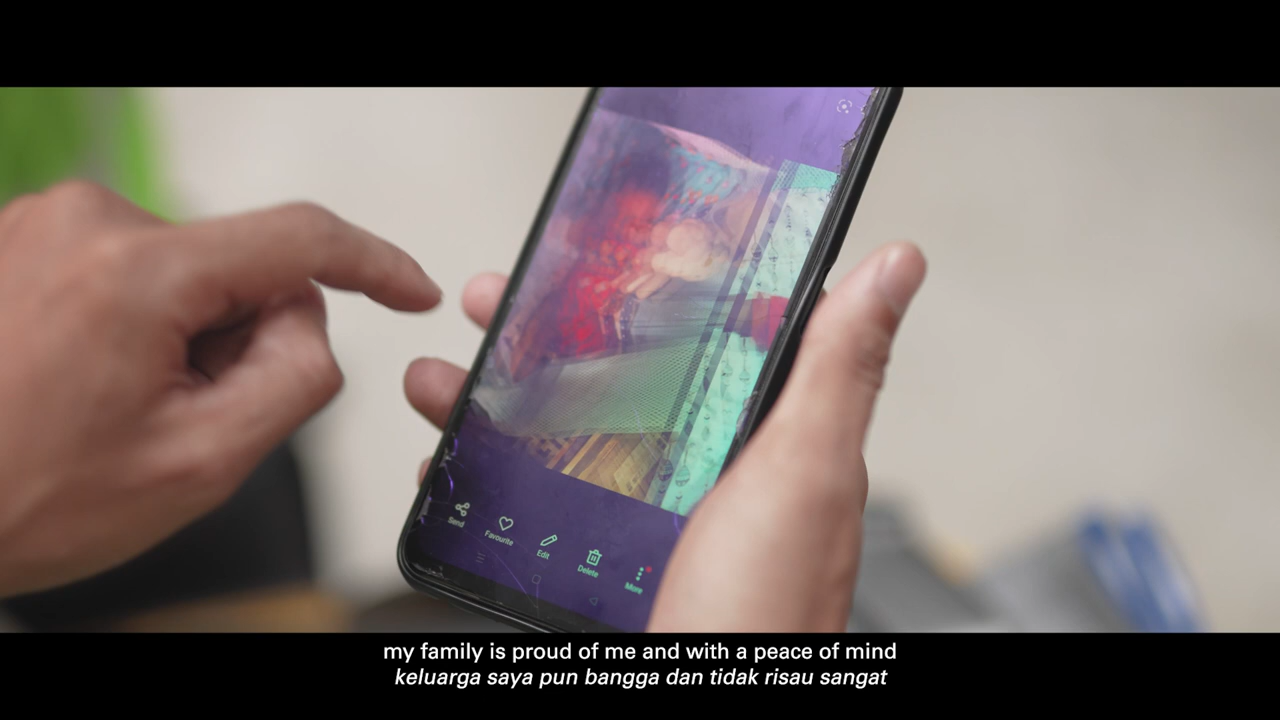 Send
Favourite
Edit
Delete
More
my family is proud of me and with a peace of mind
keluarga saya pun bangga dan tidak risau sangat